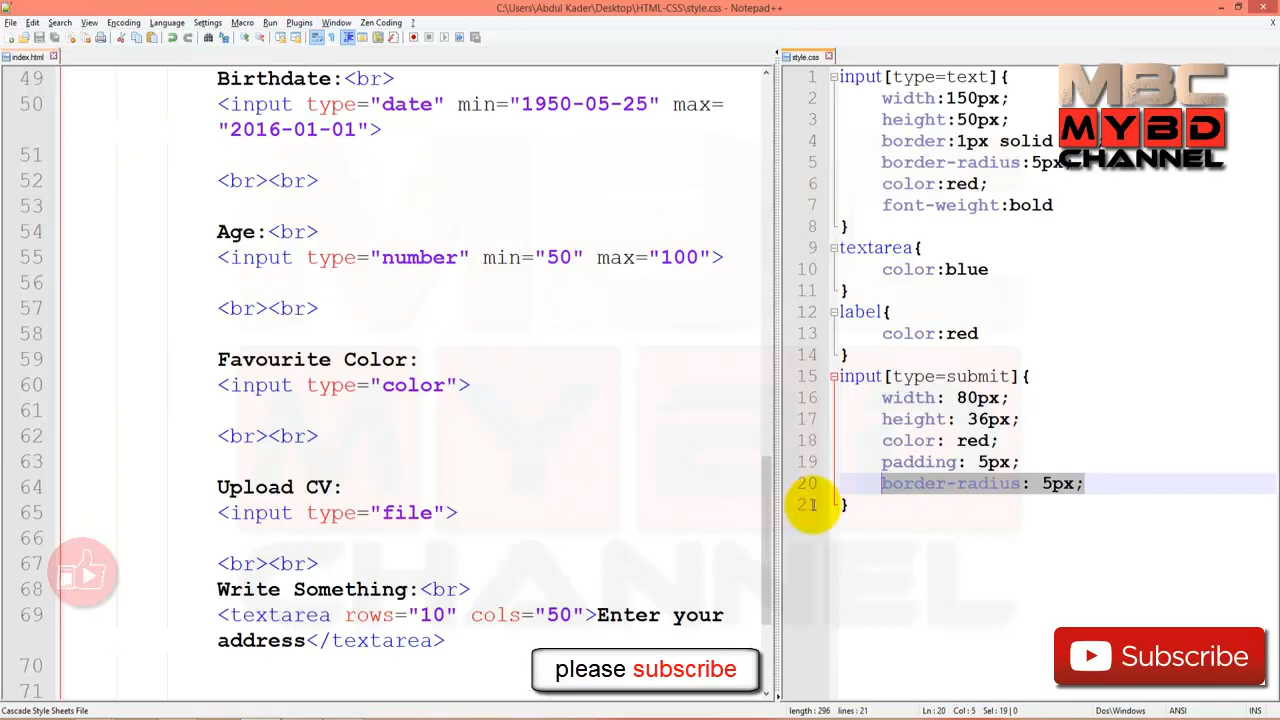 C:\Users\Abdul Kader\Desktop\HTML-CSS\style.css - Notepad++
File Edit Search View Encoding Language Settings Macro Run Plugins Window Zen Coding ?
index.html
49 Birthdate:<br>
50 <input type="date" min="1950-05-25" max=
"2016-01-01">
51
52 <br><br>
53
54 Age:<br>
55 <input type="number" min="50" max="100">
56
57 <br><br>
58
59 Favourite Color:
60 <input type="color">
61
62 <br><br>
63
64 Upload CV:
65 <input type="file">
66
67 <br><br>
68 Write Something:<br>
69 <textarea rows="10" cols="50">Enter your
address</textarea>
70
71
style.css
1 input[type=text]{
2 width:150px;
3 height:50px;
4 border:1px solid
5 border-radius:5px;
6 color:red;
7 font-weight:bold
8 }
9 textarea{
10 color:blue
11 }
12 label{
13 color:red
14 }
15 input[type=submit]{
16 width: 80px;
17 height: 36px;
18 color: red;
19 padding: 5px;
20 border-radius: 5px;
21 }
MBC
MYBD
CHANNEL
MYBD
CHANNEL
please subscribe
Subscribe
Cascade Style Sheets File
length : 296 lines : 21
Ln : 20 Col : 5 Sel : 19 | 0
Dos\Windows
ANSI
INS